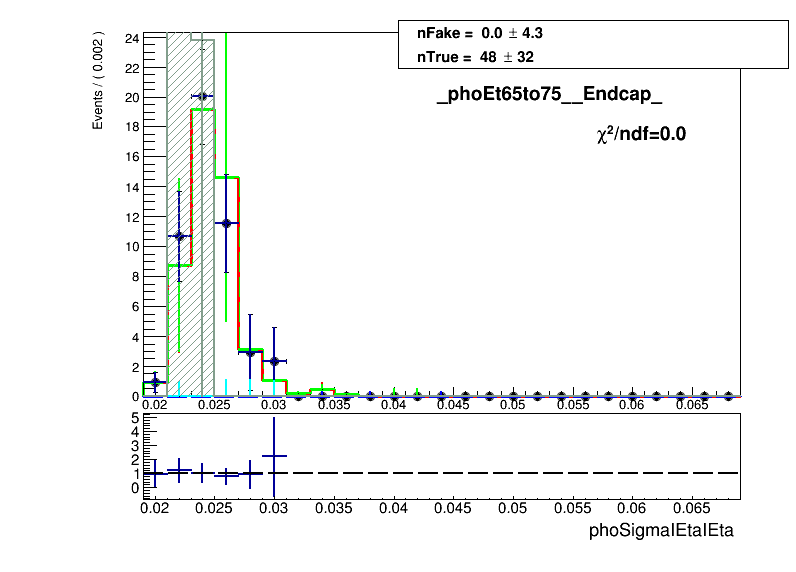 nFake = 0.0 ± 4.3
nTrue = 48 ± 32
_phoEt65to75__Endcap_
χ²/ndf=0.0
Events / ( 0.002 )
24
22
20
18
16
14
12
10
8
6
4
2
0
0.02 0.025 0.03 0.035 0.04 0.045 0.05 0.055 0.06 0.065
5
4
3
2
1
0
0.02 0.025 0.03 0.035 0.04 0.045 0.05 0.055 0.06 0.065
phoSigmaIEtaIEta